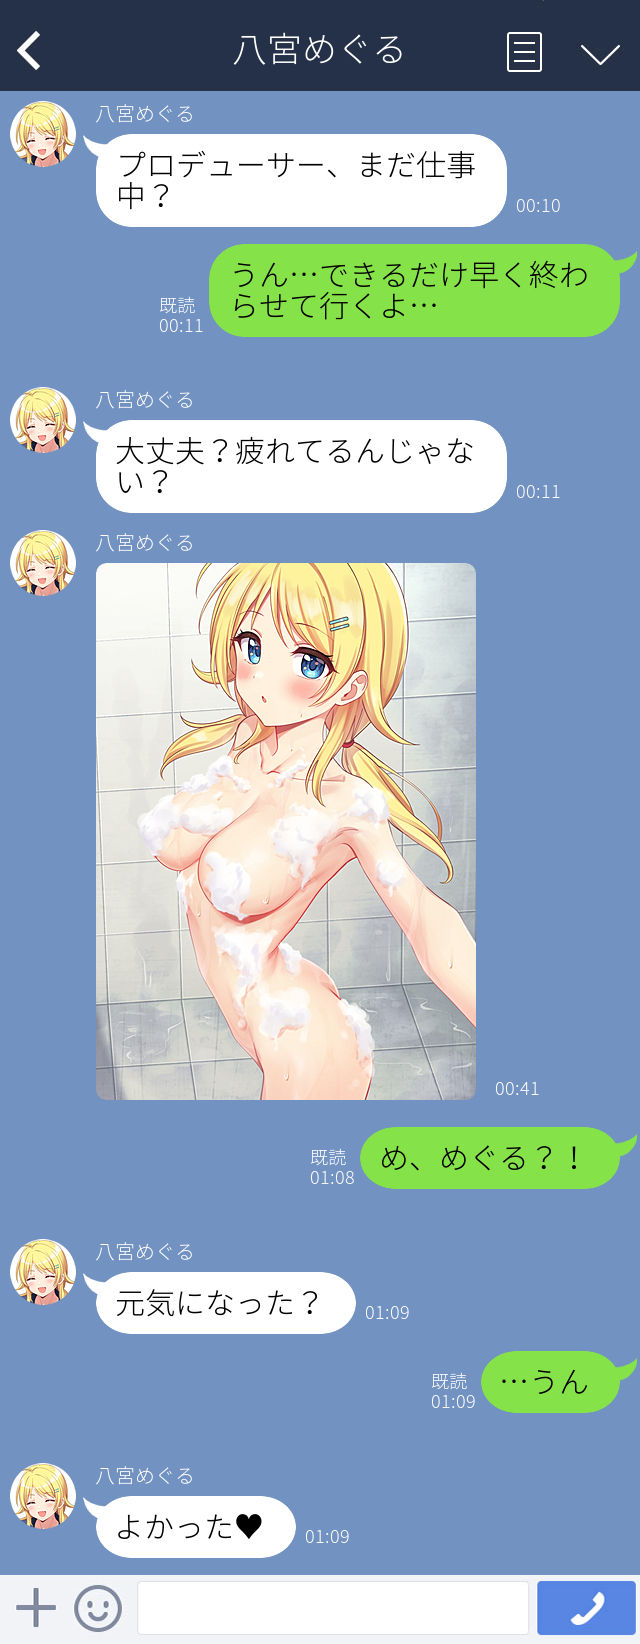 八宮めぐる
八宮めぐる
プロデューサー、まだ仕事
中？
00:10
うん…できるだけ早く終わ
らせて行くよ…
既読
00:11
八宮めぐる
大丈夫？疲れてるんじゃな
い？
00:11
八宮めぐる
00:41
め、めぐる？！
既読
01:08
八宮めぐる
元気になった？
01:09
…うん
既読
01:09
八宮めぐる
よかった♥
01:09